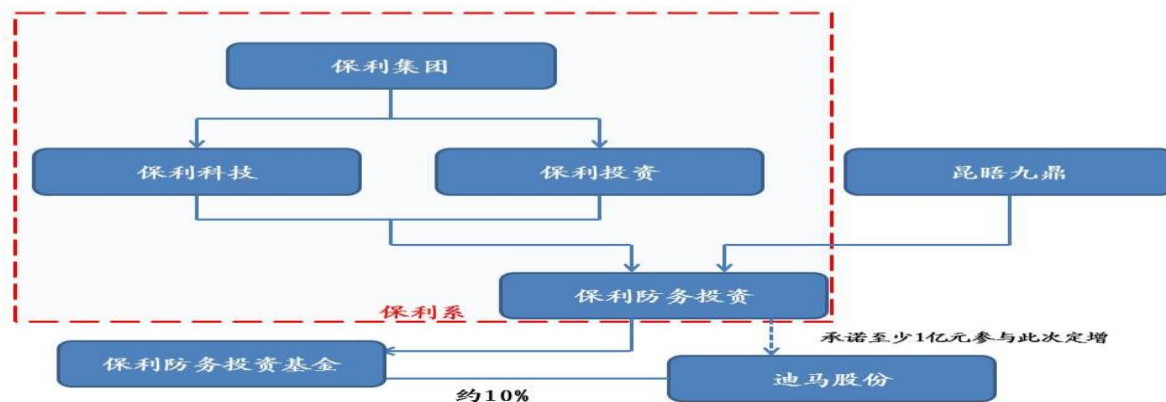 保利集团
保利科技
保利投资
昆晤九鼎
保利防务投资
保利系
承诺至少1亿元参与此次定增
保利防务投资基金
迪马股份
约10%